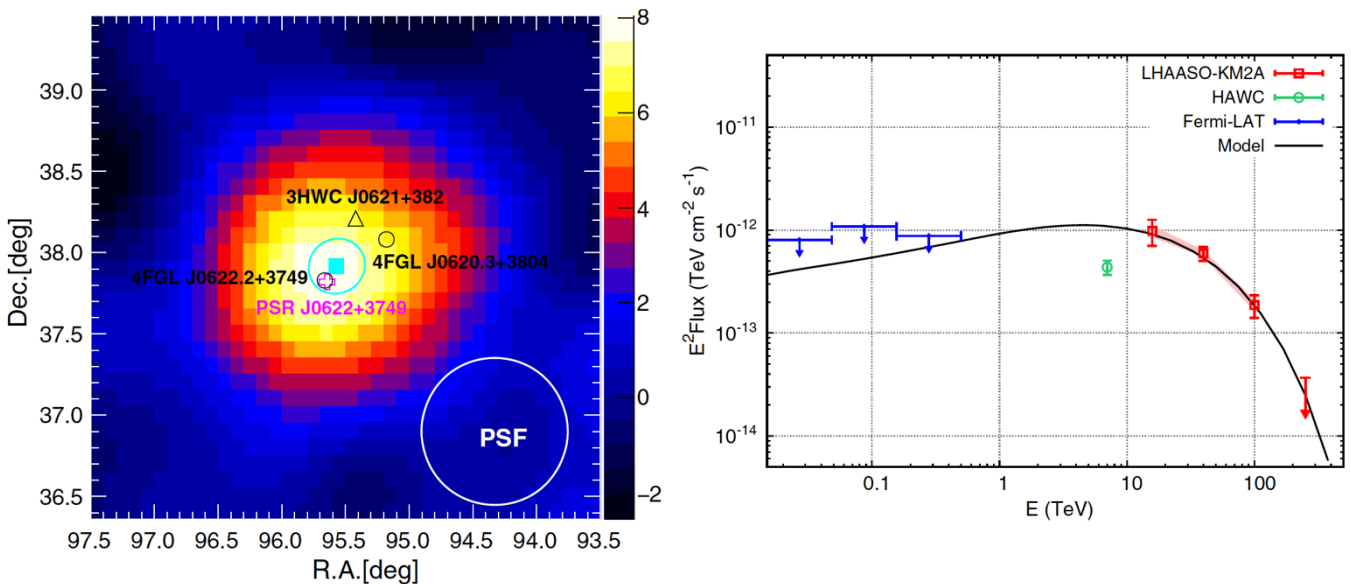 39.0
38.5
38.0
37.5
37.0
36.5
Dec.[deg]
97.5 97.0 96.5 96.0 95.5 95.0 94.5 94.0 93.5
R.A.[deg]
3HWC J0621+382
4FGL J0620.3+3804
4FGL J0622.2+3749
PSR J0622+3749
PSF
8
6
4
2
0
−2
LHAASO-KM2A
HAWC
Fermi-LAT
Model
10⁻¹¹
10⁻¹²
10⁻¹³
10⁻¹⁴
E²Flux (TeV cm⁻² s⁻¹)
0.1 1 10 100
E (TeV)